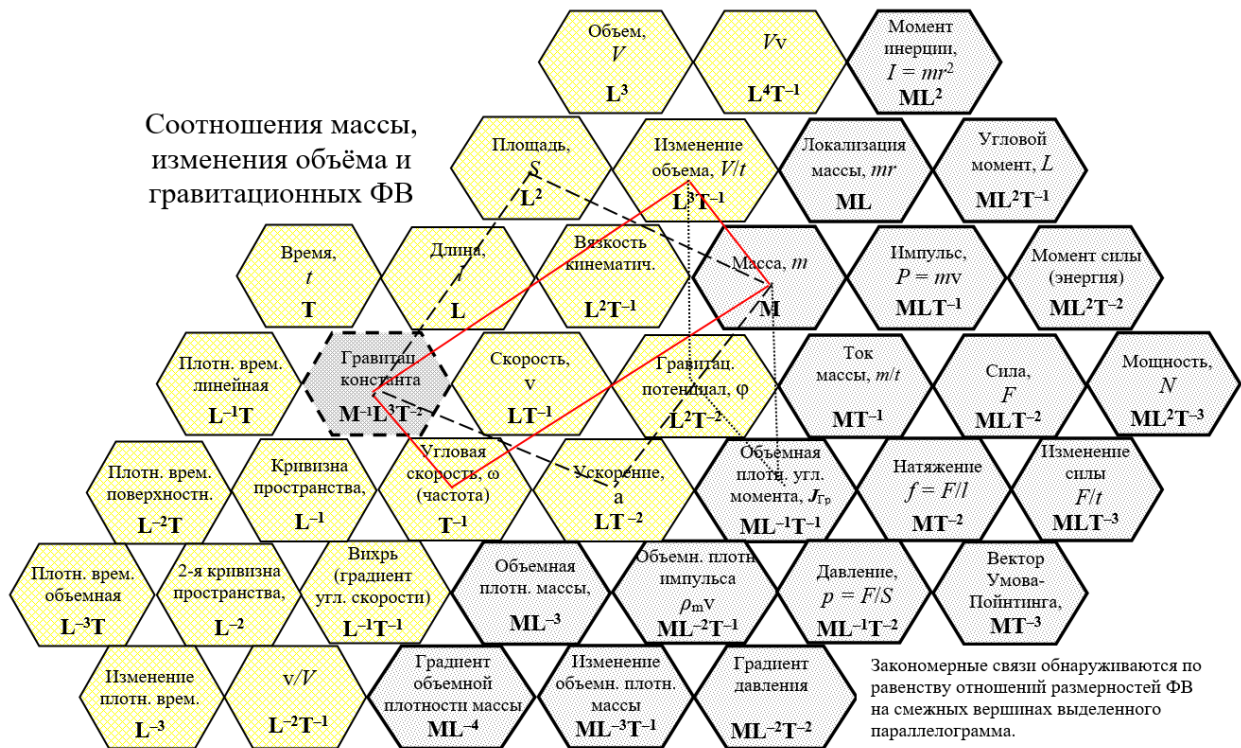 Объем,
V
L³
Vv
L⁴T⁻¹
Момент
инерции,
I = mr²
ML²
Соотношения массы,
изменения объёма и
гравитационных ФВ
Площадь,
S
L²
Изменение
объема, V/t
L³T⁻¹
Локализация
массы, mr
ML
Угловой
момент, L
ML²T⁻¹
Время,
t
T
Длина,
l
L
Вязкость
кинематич.
L²T⁻¹
Масса, m
M
Импульс,
P = mv
MLT⁻¹
Момент силы
(энергия)
ML²T⁻²
Плотн. врем.
линейная
L⁻¹T
Гравитац.
константа
M⁻¹L³T⁻²
Скорость,
v
LT⁻¹
Гравитац.
потенциал, φ
L²T⁻²
Ток
массы, m/t
MT⁻¹
Сила,
F
MLT⁻²
Мощность,
N
ML²T⁻³
Плотн. врем.
поверхностн.
L⁻²T
Кривизна
пространства,
L⁻¹
Угловая
скорость, ω
(частота)
T⁻¹
Ускорение,
a
LT⁻²
Объемная
плотн. угл.
момента, JГр
ML⁻¹T⁻¹
Натяжение
f = F/l
MT⁻²
Изменение
силы
F/t
MLT⁻³
Плотн. врем.
объемная
L⁻³T
2-я кривизна
пространства,
L⁻²
Вихрь
(градиент
угл. скорости)
L⁻¹T⁻¹
Объемная
плотн. массы,
ML⁻³
Объемн. плотн.
импульса
ρmv
ML⁻²T⁻¹
Давление,
p = F/S
ML⁻¹T⁻²
Вектор
Умова-
Пойнтинга,
MT⁻³
Изменение
плотн. врем.
L⁻³
v/V
L⁻²T⁻¹
Градиент
объемной
плотности массы
ML⁻⁴
Изменение
объемн. плотн.
массы
ML⁻³T⁻¹
Градиент
давления
ML⁻²T⁻²
Закономерные связи обнаруживаются по
равенству отношений размерностей ФВ
на смежных вершинах выделенного
параллелограмма.